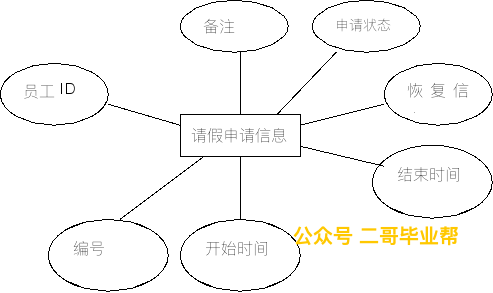 备注
申请状态
员工 ID
恢 复 信
请假申请信息
结束时间
编号
开始时间
公众号 二哥毕业帮